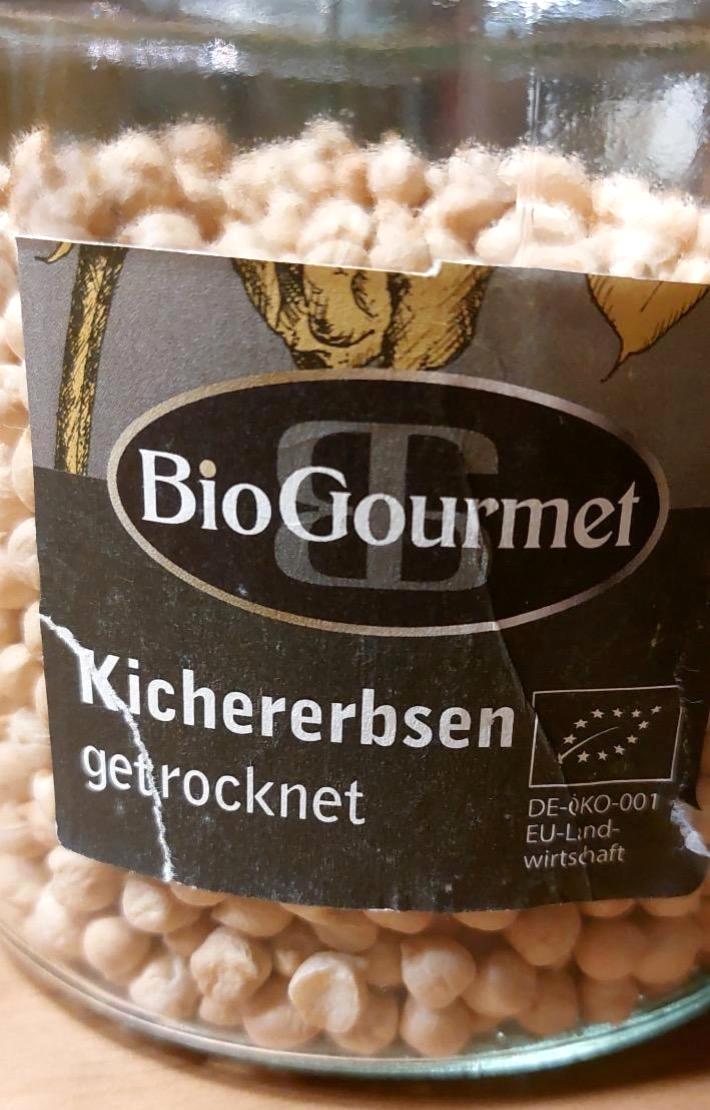 BioGourmet
Kichererbsen
getrocknet
DE-ÖKO-001
EU-Land-
wirtschaft